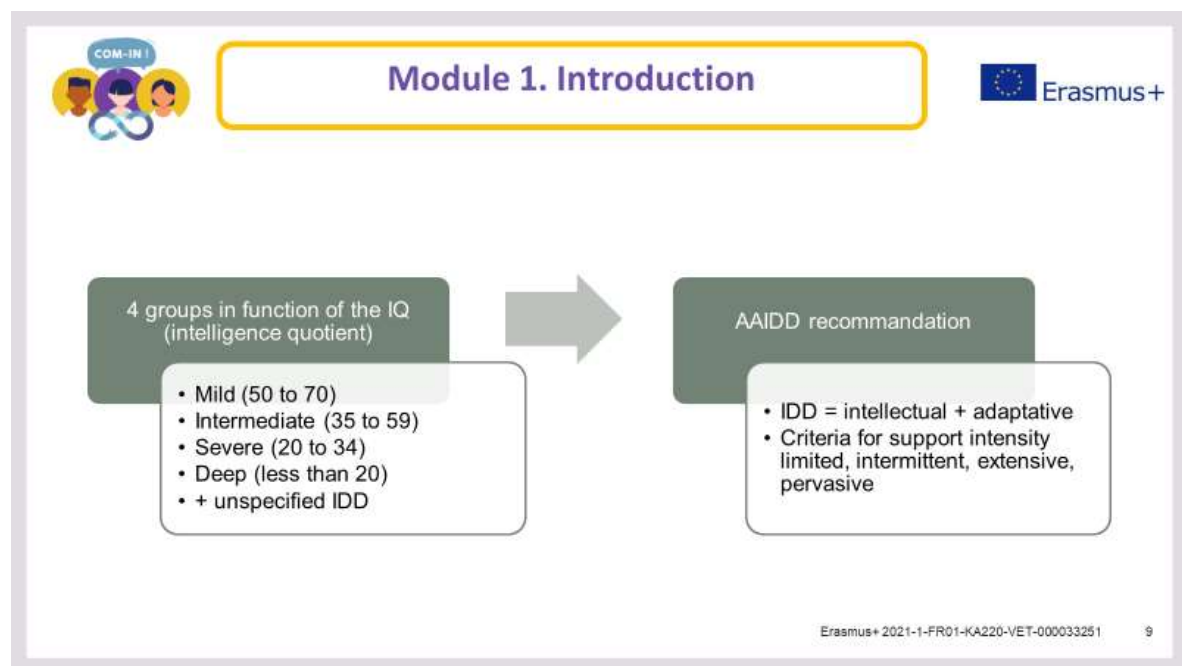 COM-IN !
Module 1. Introduction
Erasmus+
4 groups in function of the IQ
(intelligence quotient)
• Mild (50 to 70)
• Intermediate (35 to 59)
• Severe (20 to 34)
• Deep (less than 20)
• + unspecified IDD
AAIDD recommandation
• IDD = intellectual + adaptative
• Criteria for support intensity
limited, intermittent, extensive,
pervasive
Erasmus+ 2021-1-FR01-KA220-VET-000033251
9